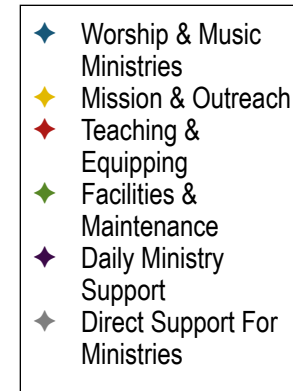 Worship & Music
Ministries
Mission & Outreach
Teaching &
Equipping
Facilities &
Maintenance
Daily Ministry
Support
Direct Support For
Ministries